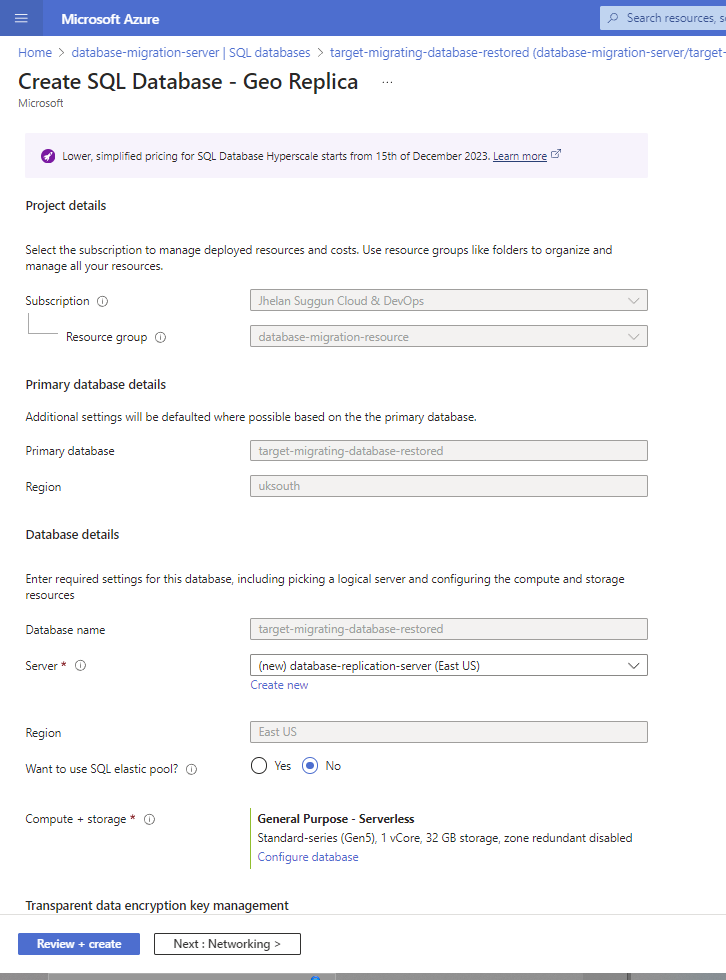 Microsoft Azure
Search resources, s
Home > database-migration-server | SQL databases > target-migrating-database-restored (database-migration-server/target-
Create SQL Database - Geo Replica ...
Microsoft
Lower, simplified pricing for SQL Database Hyperscale starts from 15th of December 2023. Learn more
Project details
Select the subscription to manage deployed resources and costs. Use resource groups like folders to organize and
manage all your resources.
Subscription
Jhelan Suggun Cloud & DevOps
Resource group
database-migration-resource
Primary database details
Additional settings will be defaulted where possible based on the the primary database.
Primary database
target-migrating-database-restored
Region
uksouth
Database details
Enter required settings for this database, including picking a logical server and configuring the compute and storage
resources
Database name
target-migrating-database-restored
Server *
(new) database-replication-server (East US)
Create new
Region
East US
Want to use SQL elastic pool?
Yes No
Compute + storage *
General Purpose - Serverless
Standard-series (Gen5), 1 vCore, 32 GB storage, zone redundant disabled
Configure database
Transparent data encryption key management
Review + create
Next : Networking >